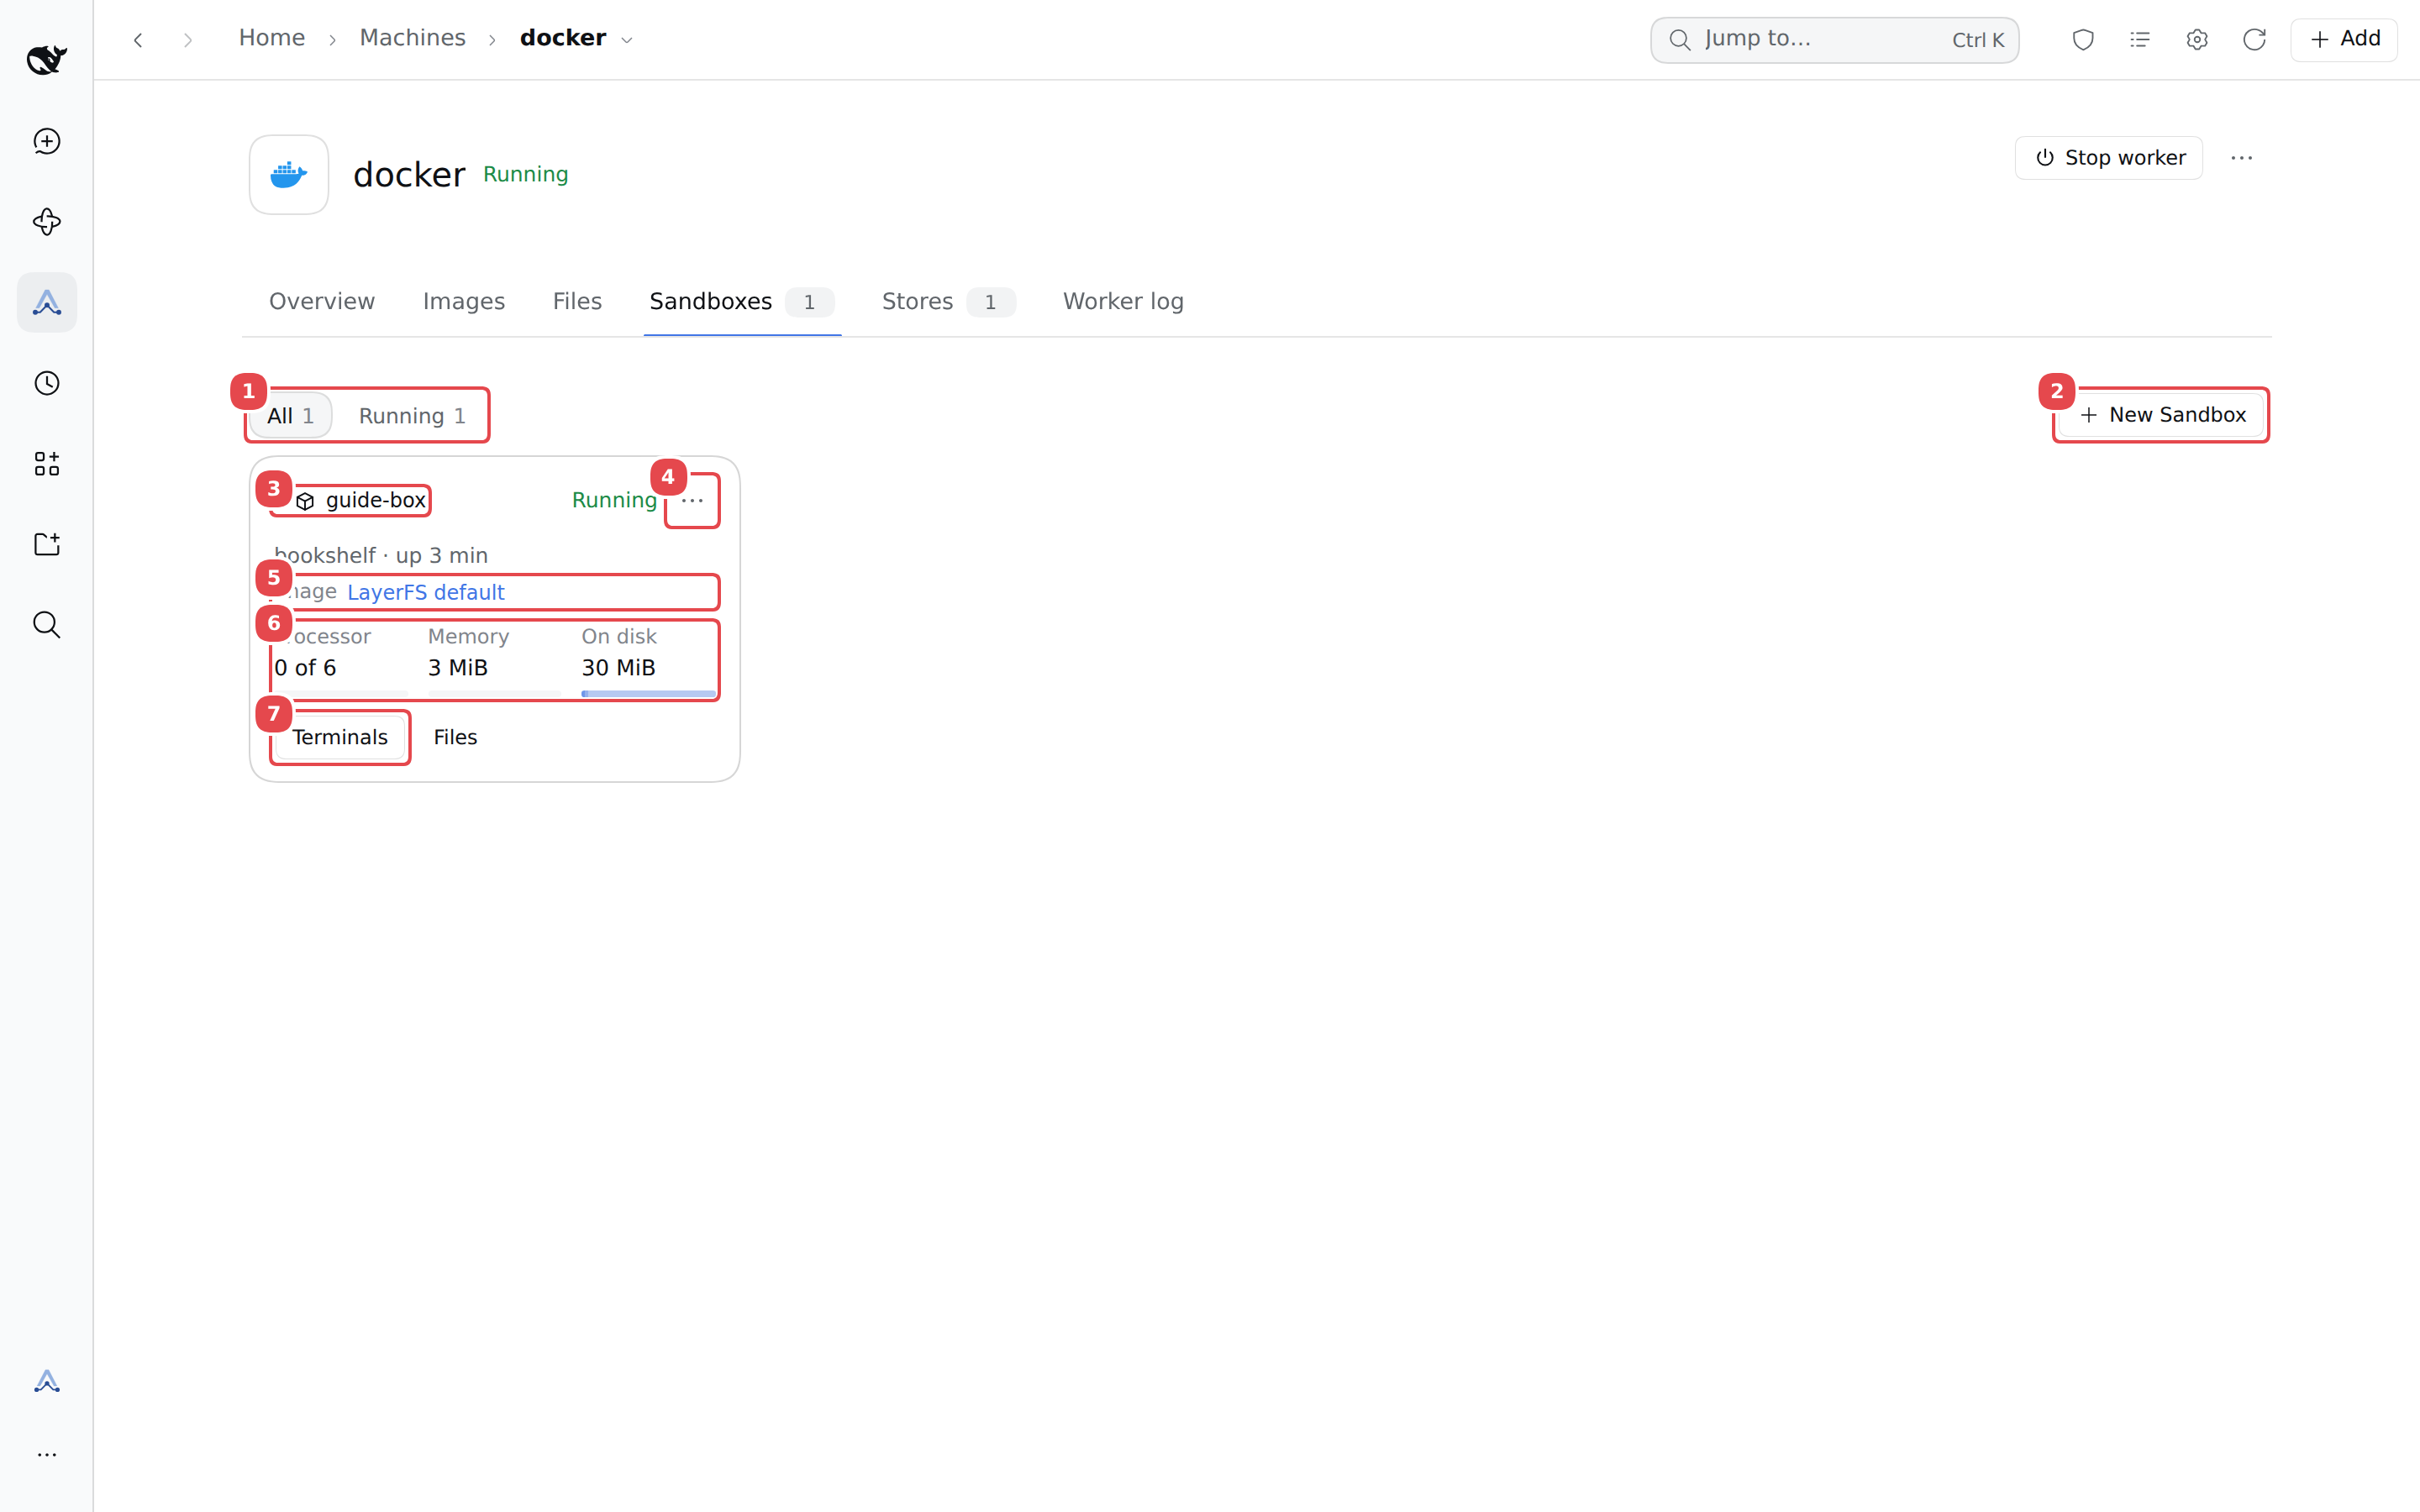 Home > Machines > docker
Jump to... Ctrl K
Add
docker Running
Stop worker
Overview Images Files Sandboxes 1 Stores 1 Worker log
1
All 1 Running 1
2
New Sandbox
3
guide-box
Running
4
bookshelf · up 3 min
5
LayerFS default
6
Memory On disk
0 of 6 3 MiB 30 MiB
7
Terminals Files